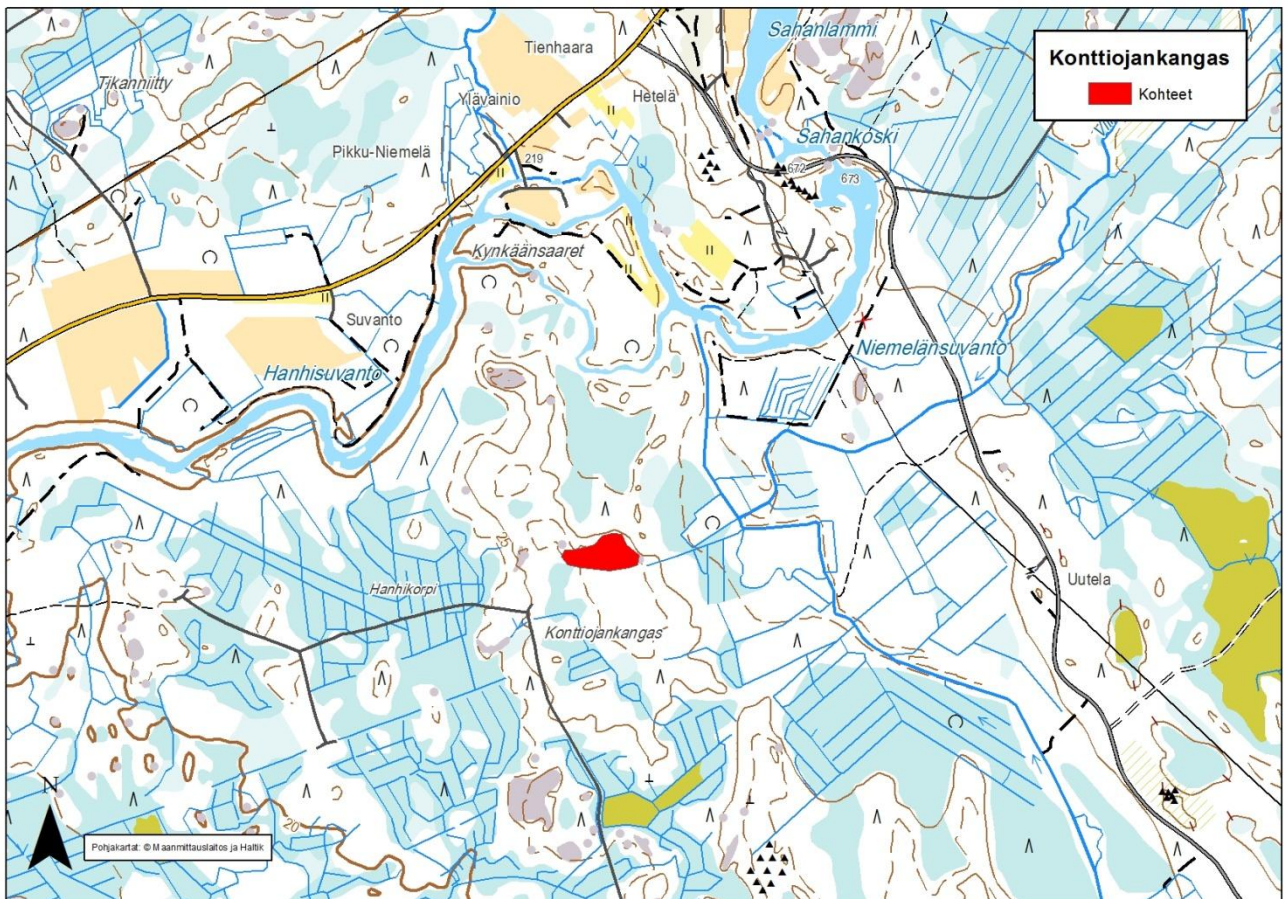 Sahanlammi
Tienhaara
Konttiojankangas
Kohteet
Tikanniitty
Ylävainio
Hetelä
Sahankoski
Pikku-Niemelä
219
672
673
Kynkäänsaaret
Suvanto
Niemelänsuvanto
Hanhisuvanto
Uutela
Hanhikorpi
Konttiojankangas
N
20
Pohjakartat: © Maanmittauslaitos ja Haltik